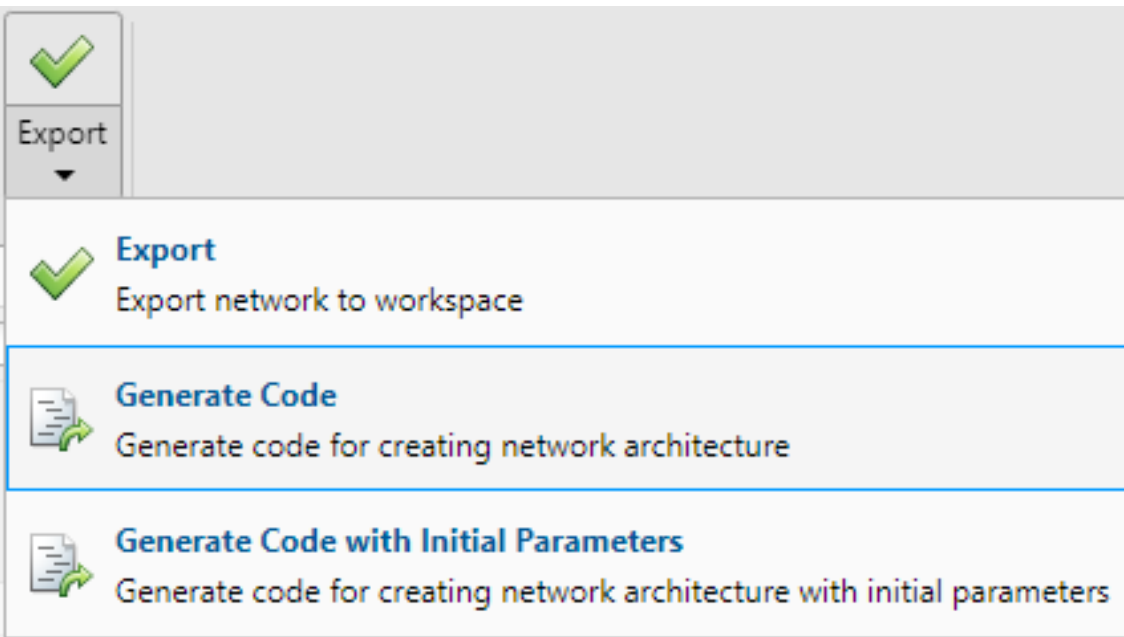 Export
Export
Export network to workspace
Generate Code
Generate code for creating network architecture
Generate Code with Initial Parameters
Generate code for creating network architecture with initial parameters